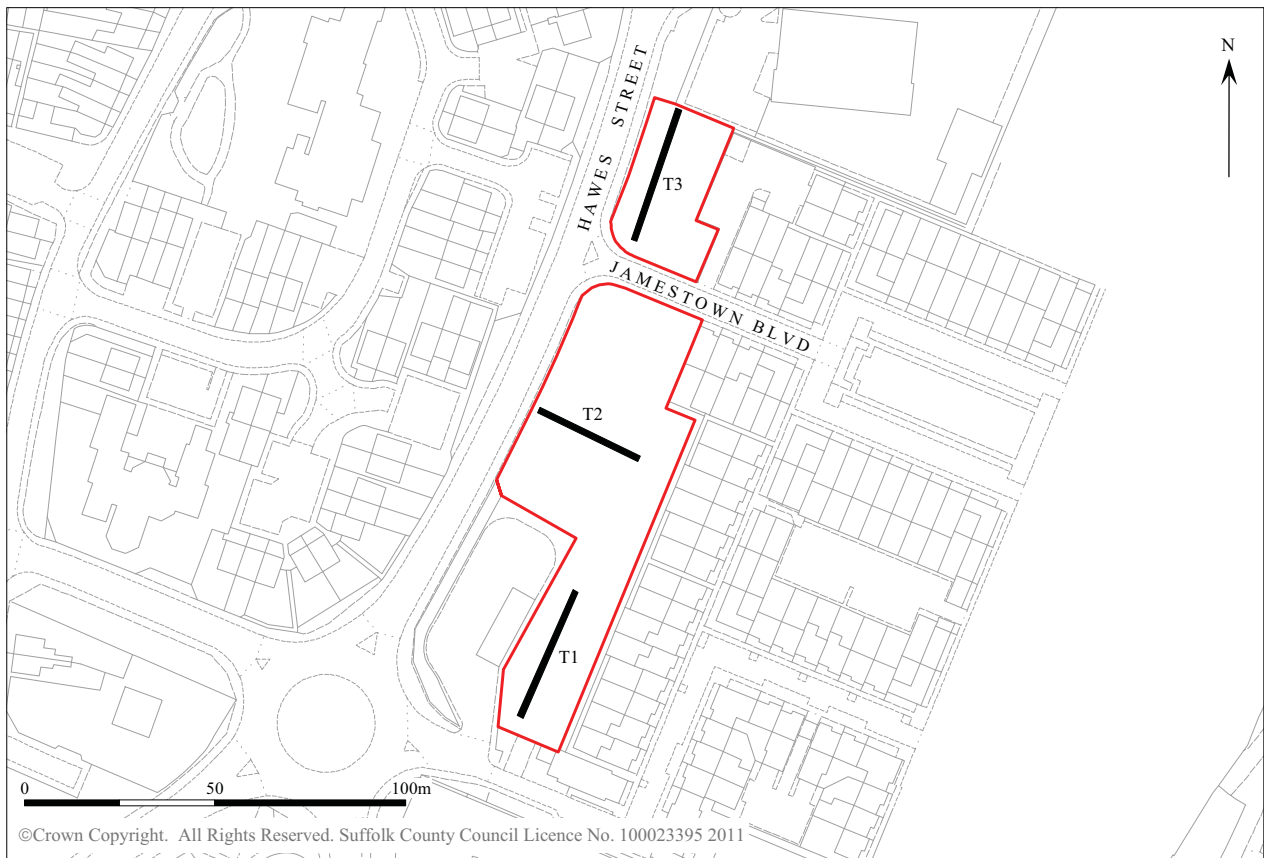 N
HAWES STREET
T3
JAMESTOWN BLVD
T2
T1
0 50 100m
©Crown Copyright. All Rights Reserved. Suffolk County Council Licence No. 100023395 2011